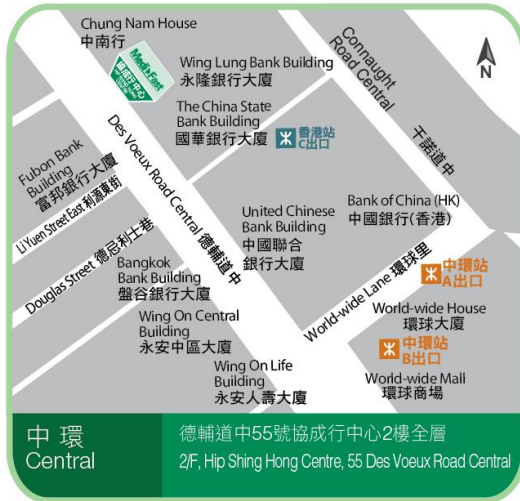 Chung Nam House
中南行
Medi-Fast
協成行中心
Wing Lung Bank Building
永隆銀行大廈
Connaught
Road Central
干諾道中
N
The China State
Bank Building
國華銀行大廈
香港站
C出口
Des Voeux Road Central 德輔道中
Fubon Bank
Building
富邦銀行大廈
Li Yuen Street East 利源東街
Douglas Street 德忌利士巷
United Chinese
Bank Building
中國聯合
銀行大廈
Bank of China (HK)
中國銀行(香港)
Bangkok
Bank Building
盤谷銀行大廈
World-wide Lane 環球里
中環站
A出口
World-wide House
環球大廈
Wing On Central
Building
永安中區大廈
中環站
B出口
Wing On Life
Building
永安人壽大廈
World-wide Mall
環球商場
中環
Central
德輔道中55號協成行中心2樓全層
2/F, Hip Shing Hong Centre, 55 Des Voeux Road Central